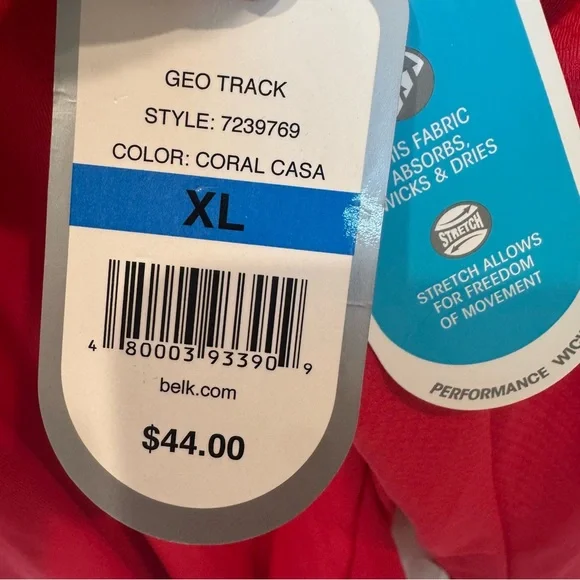 GEO TRACK
STYLE: 7239769
COLOR: CORAL CASA
XL
4 80003 93390 9
belk.com
$44.00
FABRIC
ABSORBS,
WICKS & DRIES
STRETCH
STRETCH ALLOWS
FOR FREEDOM
OF MOVEMENT
PERFORMANCE